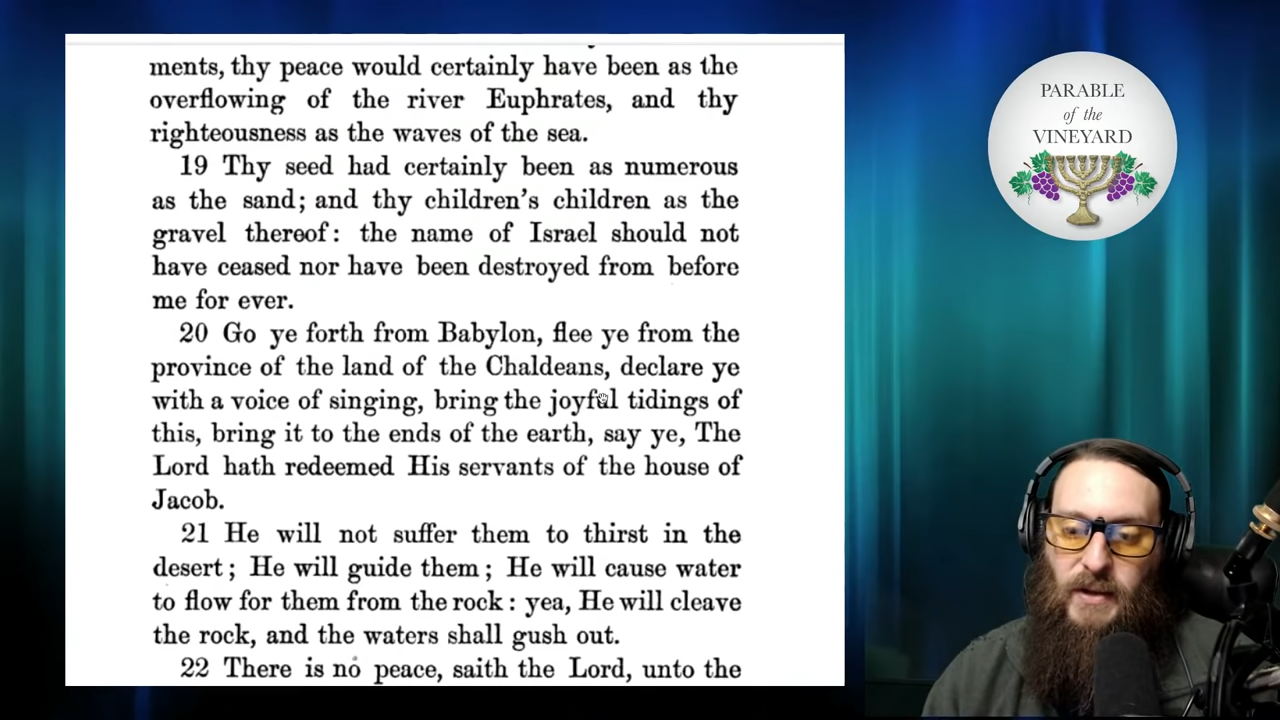 ments, thy peace would certainly have been as the
overflowing of the river Euphrates, and thy
righteousness as the waves of the sea.
19 Thy seed had certainly been as numerous
as the sand; and thy children's children as the
gravel thereof: the name of Israel should not
have ceased nor have been destroyed from before
me for ever.
20 Go ye forth from Babylon, flee ye from the
province of the land of the Chaldeans, declare ye
with a voice of singing, bring the joyful tidings of
this, bring it to the ends of the earth, say ye, The
Lord hath redeemed His servants of the house of
Jacob.
21 He will not suffer them to thirst in the
desert; He will guide them; He will cause water
to flow for them from the rock: yea, He will cleave
the rock, and the waters shall gush out.
22 There is no peace, saith the Lord, unto the
PARABLE
of the
VINEYARD